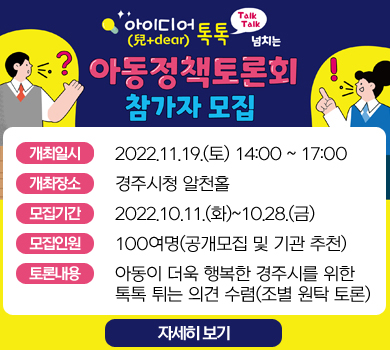 아이디어
(兒+dear) 톡톡
Talk
Talk
넘치는
아동정책토론회
참가자 모집
?
!
개최일시 2022.11.19.(토) 14:00 ~ 17:00
개최장소 경주시청 알천홀
모집기간 2022.10.11.(화)~10.28.(금)
모집인원 100여명(공개모집 및 기관 추천)
토론내용 아동이 더욱 행복한 경주시를 위한
톡톡 튀는 의견 수렴(조별 원탁 토론)
자세히 보기